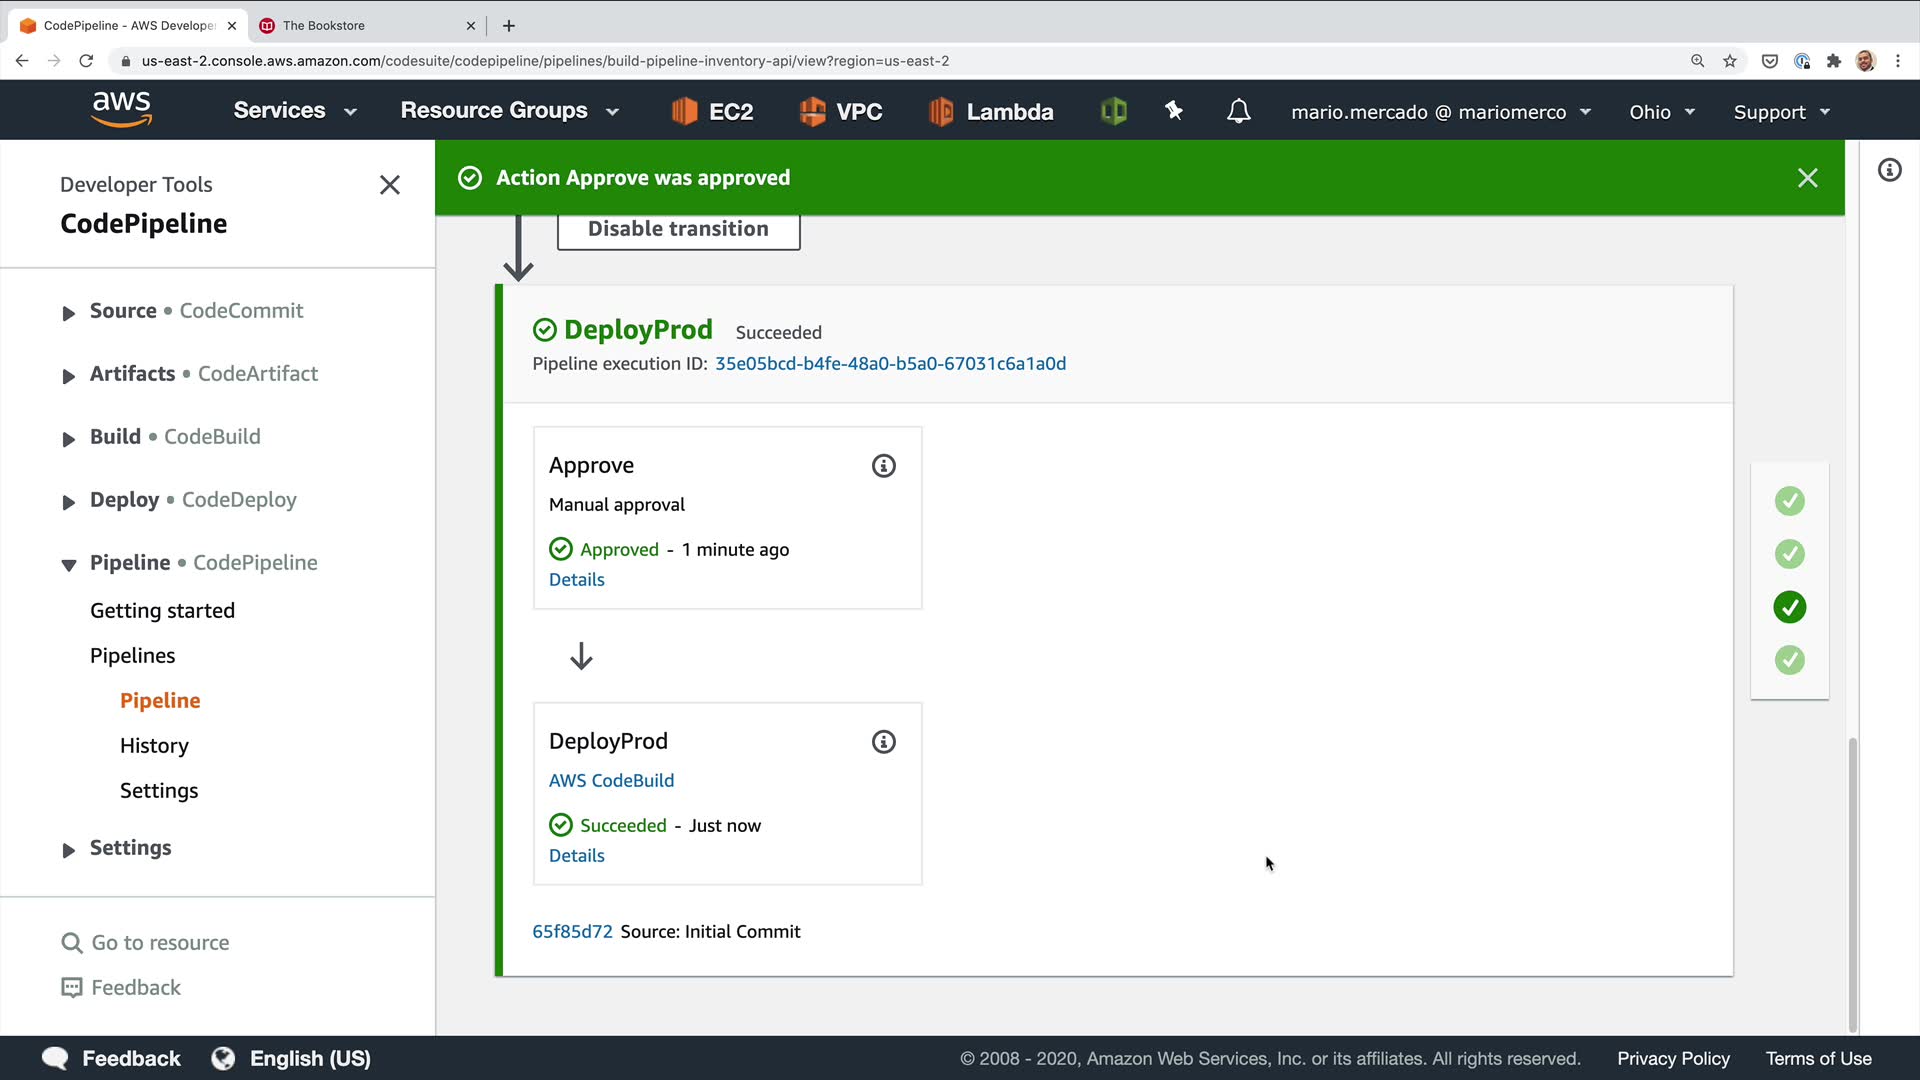 CodePipeline - AWS Develope
The Bookstore
us-east-2.console.aws.amazon.com/codesuite/codepipeline/pipelines/build-pipeline-inventory-api/view?region=us-east-2
aws
Services
Resource Groups
EC2
VPC
Lambda
mario.mercado @ mariomerco
Ohio
Support
Developer Tools
CodePipeline
Source • CodeCommit
Artifacts • CodeArtifact
Build • CodeBuild
Deploy • CodeDeploy
Pipeline • CodePipeline
Getting started
Pipelines
Pipeline
History
Settings
Settings
Go to resource
Feedback
Action Approve was approved
Disable transition
DeployProd Succeeded
Pipeline execution ID: 35e05bcd-b4fe-48a0-b5a0-67031c6a1a0d
Approve
Manual approval
Approved - 1 minute ago
Details
DeployProd
AWS CodeBuild
Succeeded - Just now
Details
65f85d72 Source: Initial Commit
Feedback
English (US)
© 2008 - 2020, Amazon Web Services, Inc. or its affiliates. All rights reserved.
Privacy Policy
Terms of Use